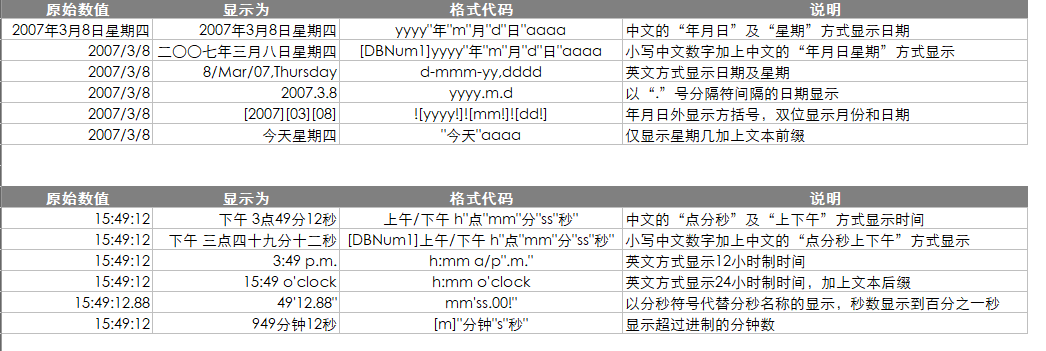 原始数值 显示为 格式代码 说明
2007年3月8日星期四 2007年3月8日星期四 yyyy"年"m"月"d"日"aaaa 中文的“年月日”及“星期”方式显示日期
2007/3/8 二〇〇七年三月八日星期四 [DBNum1]yyyy"年"m"月"d"日"aaaa 小写中文数字加上中文的“年月日星期”方式显示
2007/3/8 8/Mar/07,Thursday d-mmm-yy,dddd 英文方式显示日期及星期
2007/3/8 2007.3.8 yyyy.m.d 以“.”号分隔符间隔的日期显示
2007/3/8 [2007][03][08] ![yyyy!]![mm!]![dd!] 年月日外显示方括号，双位显示月份和日期
2007/3/8 今天星期四 "今天"aaaa 仅显示星期几加上文本前缀
原始数值 显示为 格式代码 说明
15:49:12 下午 3点49分12秒 上午/下午 h"点"mm"分"ss"秒" 中文的“点分秒”及“上下午”方式显示时间
15:49:12 下午 三点四十九分十二秒 [DBNum1]上午/下午 h"点"mm"分"ss"秒" 小写中文数字加上中文的“点分秒上下午”方式显示
15:49:12 3:49 p.m. h:mm a/p".m." 英文方式显示12小时制时间
15:49:12 15:49 o'clock h:mm o'clock 英文方式显示24小时制时间，加上文本后缀
15:49:12.88 49'12.88" mm'ss.00!" 以分秒符号代替分秒名称的显示，秒数显示到百分之一秒
15:49:12 949分钟12秒 [m]"分钟"s"秒" 显示超过进制的分钟数